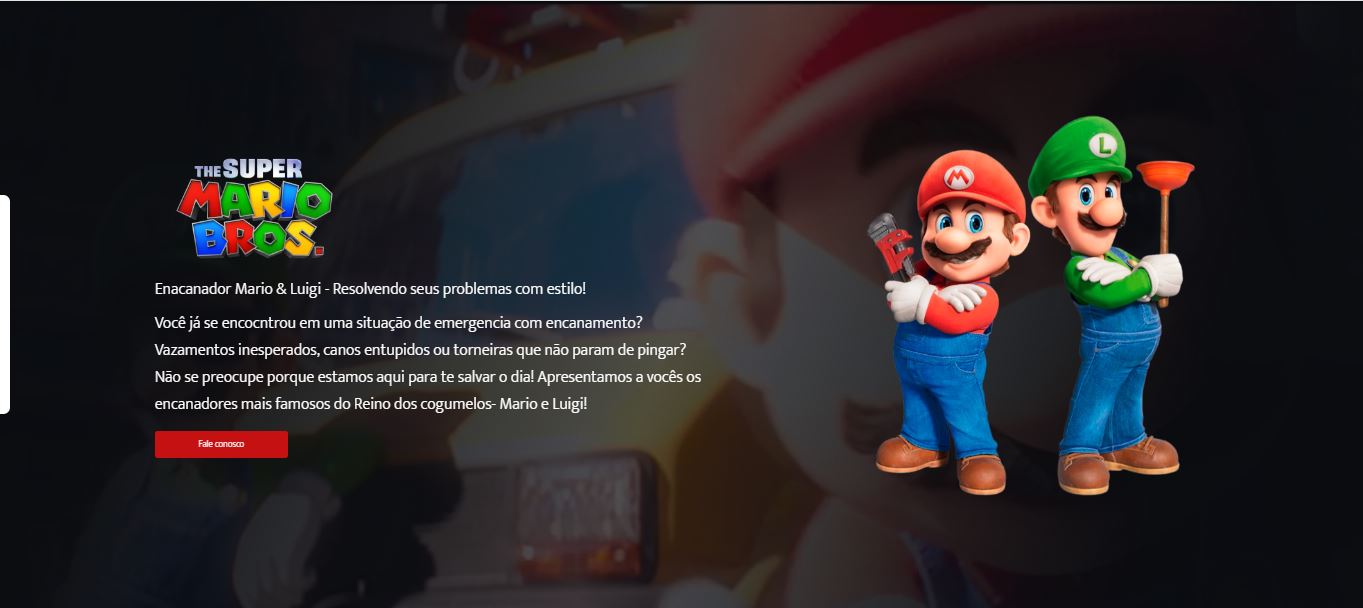 THE SUPER
MARIO
BROS.
M
L
Enacanador Mario & Luigi - Resolvendo seus problemas com estilo!
Você já se encocntrou em uma situação de emergencia com encanamento?
Vazamentos inesperados, canos entupidos ou torneiras que não param de pingar?
Não se preocupe porque estamos aqui para te salvar o dia! Apresentamos a vocês os
encanadores mais famosos do Reino dos cogumelos- Mario e Luigi!
Fale conosco